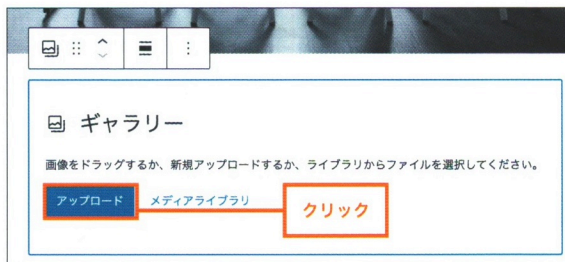 ギャラリー
画像をドラッグするか、新規アップロードするか、ライブラリからファイルを選択してください。
アップロード メディアライブラリ クリック